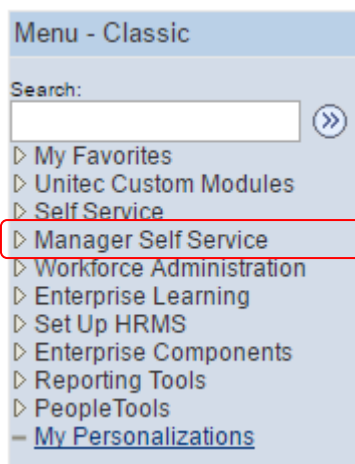 Menu - Classic
Search:
My Favorites
Unitec Custom Modules
Self Service
Manager Self Service
Workforce Administration
Enterprise Learning
Set Up HRMS
Enterprise Components
Reporting Tools
PeopleTools
My Personalizations